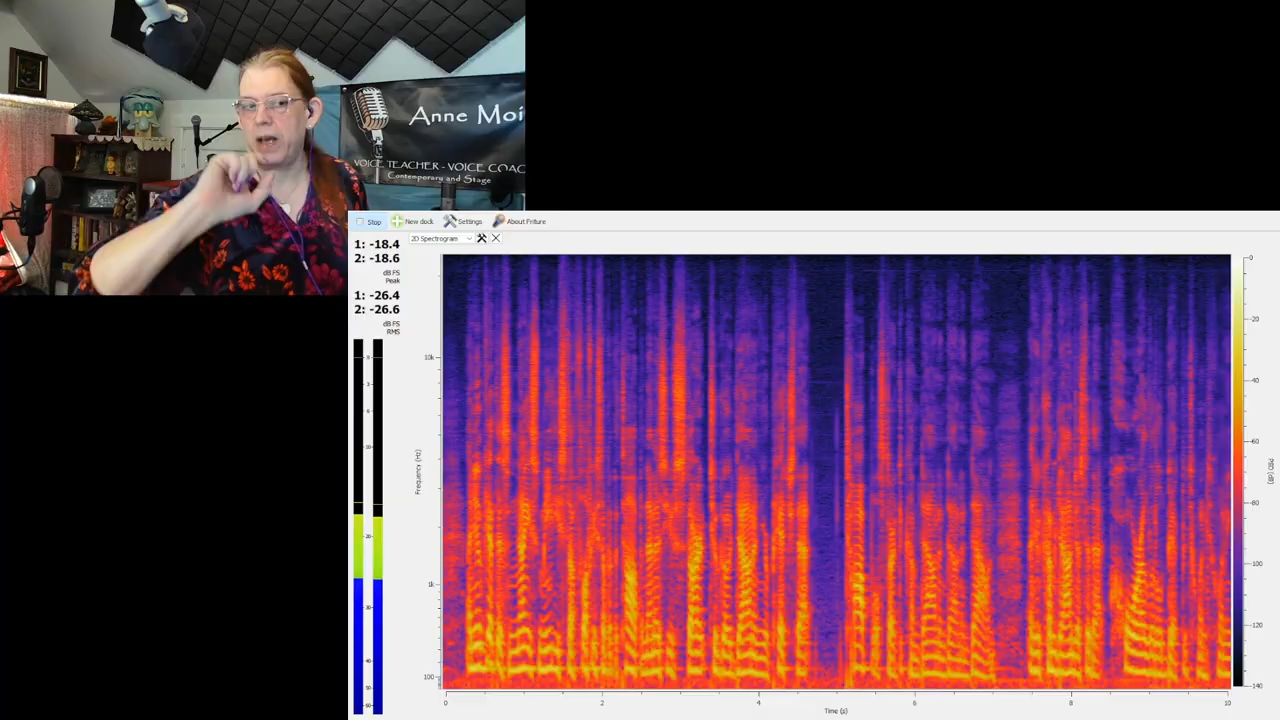 Anne Moi
VOICE TEACHER - VOICE COAC
Contemporary and Stage
Stop
New dock
Settings
About Friture
2D Spectrogram
1: -18.4
2: -18.6
dB FS
Peak
1: -26.4
2: -26.6
dB FS
RMS
0
-20
-40
-60
-80
-100
-120
-140
PSD (dB)
Frequency (Hz)
10k
1k
100
0
2
4
6
8
10
Time (s)